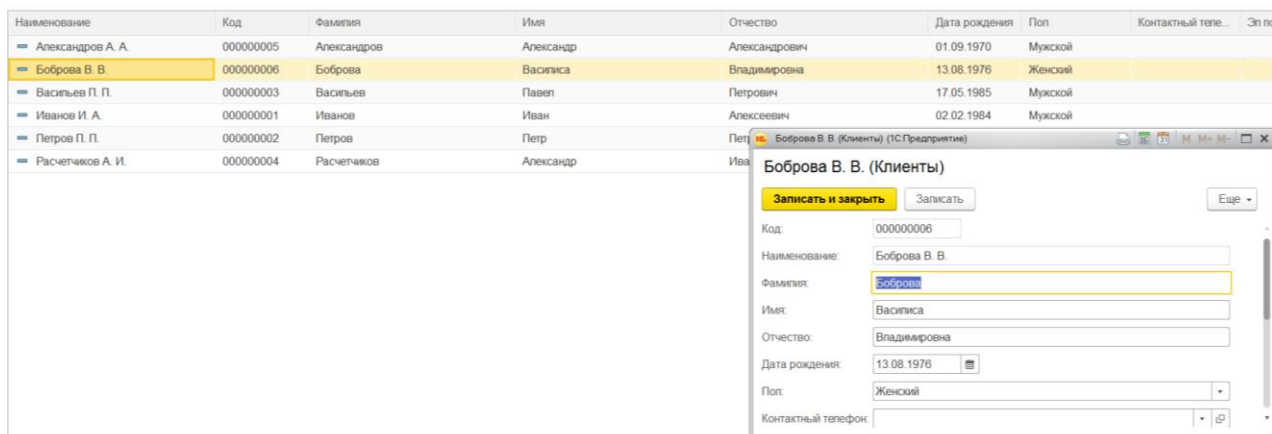 Наименование Код Фамилия Имя Отчество Дата рождения Пол Контактный теле... Эл по
Александров А. А. 000000005 Александров Александр Александрович 01.09.1970 Мужской
Боброва В. В. 000000006 Боброва Василиса Владимировна 13.08.1976 Женский
Васильев П. П. 000000003 Васильев Павел Петрович 17.05.1985 Мужской
Иванов И. А. 000000001 Иванов Иван Алексеевич 02.02.1984 Мужской
Петров П. П. 000000002 Петров Петр Пет
Расчетчиков А. И. 000000004 Расчетчиков Александр Ива
1С Боброва В. В. (Клиенты) (1С:Предприятие) 31 M M+ M-
Боброва В. В. (Клиенты)
Записать и закрыть Записать Еще
Код: 000000006
Наименование: Боброва В. В.
Фамилия: Боброва
Имя: Василиса
Отчество: Владимировна
Дата рождения: 13.08.1976
Пол: Женский
Контактный телефон: